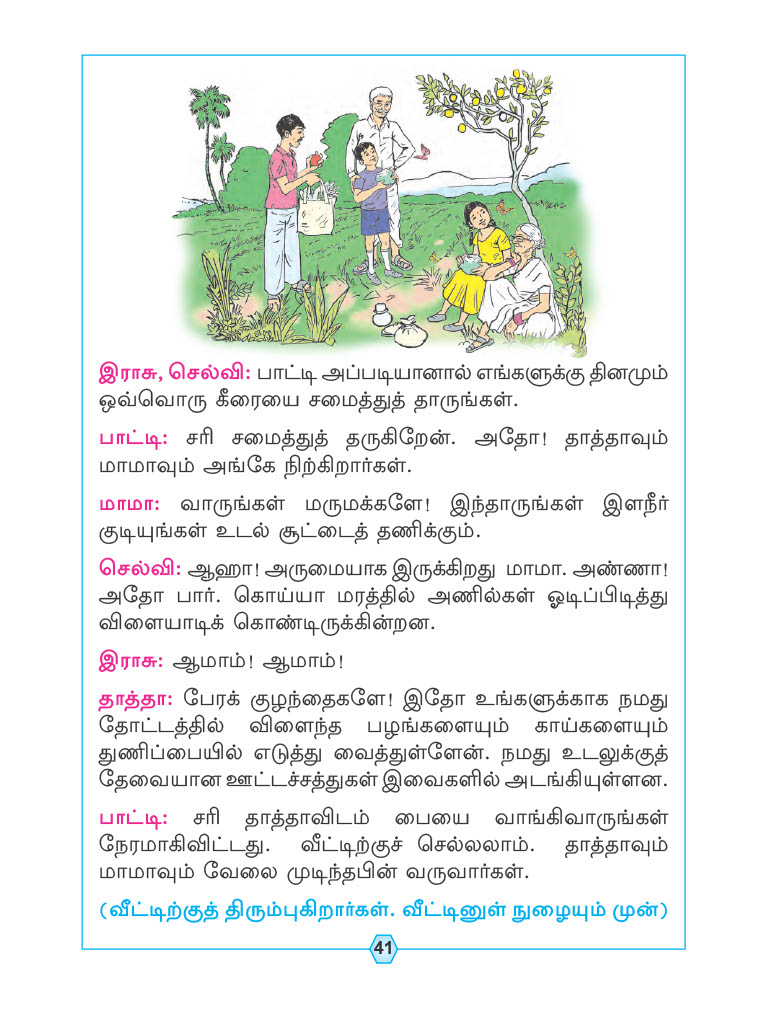 இராசு, செல்வி: பாட்டி அப்படியானால் எங்களுக்கு தினமும்
ஒவ்வொரு கீரையை சமைத்துத் தாருங்கள்.
பாட்டி: சரி சமைத்துத் தருகிறேன். அதோ! தாத்தாவும்
மாமாவும் அங்கே நிற்கிறார்கள்.
மாமா: வாருங்கள் மருமக்களே! இந்தாருங்கள் இளநீர்
குடியுங்கள் உடல் சூட்டைத் தணிக்கும்.
செல்வி: ஆஹா! அருமையாக இருக்கிறது மாமா. அண்ணா!
அதோ பார். கொய்யா மரத்தில் அணில்கள் ஓடிப்பிடித்து
விளையாடிக் கொண்டிருக்கின்றன.
இராசு: ஆமாம்! ஆமாம்!
தாத்தா: பேரக் குழந்தைகளே! இதோ உங்களுக்காக நமது
தோட்டத்தில் விளைந்த பழங்களையும் காய்களையும்
துணிப்பையில் எடுத்து வைத்துள்ளேன். நமது உடலுக்குத்
தேவையான ஊட்டச்சத்துகள் இவைகளில் அடங்கியுள்ளன.
பாட்டி: சரி தாத்தாவிடம் பையை வாங்கிவாருங்கள்
நேரமாகிவிட்டது. வீட்டிற்குச் செல்லலாம். தாத்தாவும்
மாமாவும் வேலை முடிந்தபின் வருவார்கள்.
(வீட்டிற்குத் திரும்புகிறார்கள். வீட்டினுள் நுழையும் முன்)
41